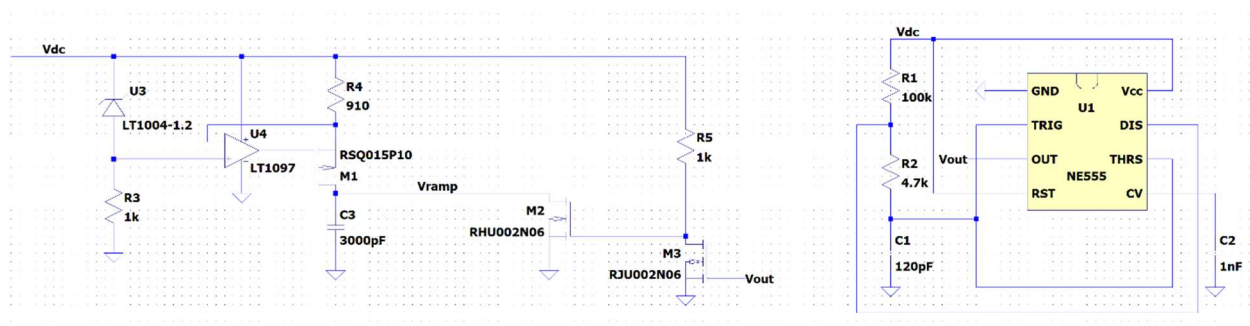 Vdc
U3
LT1004-1.2
R3
1k
U4
LT1097
R4
910
RSQ015P10
M1
C3
3000pF
Vramp
M2
RHU002N06
R5
1k
M3
RJU002N06
Vout
Vdc
R1
100k
R2
4.7k
C1
120pF
Vout
GND
TRIG
OUT
RST
U1
NE555
Vcc
DIS
THRS
CV
C2
1nF